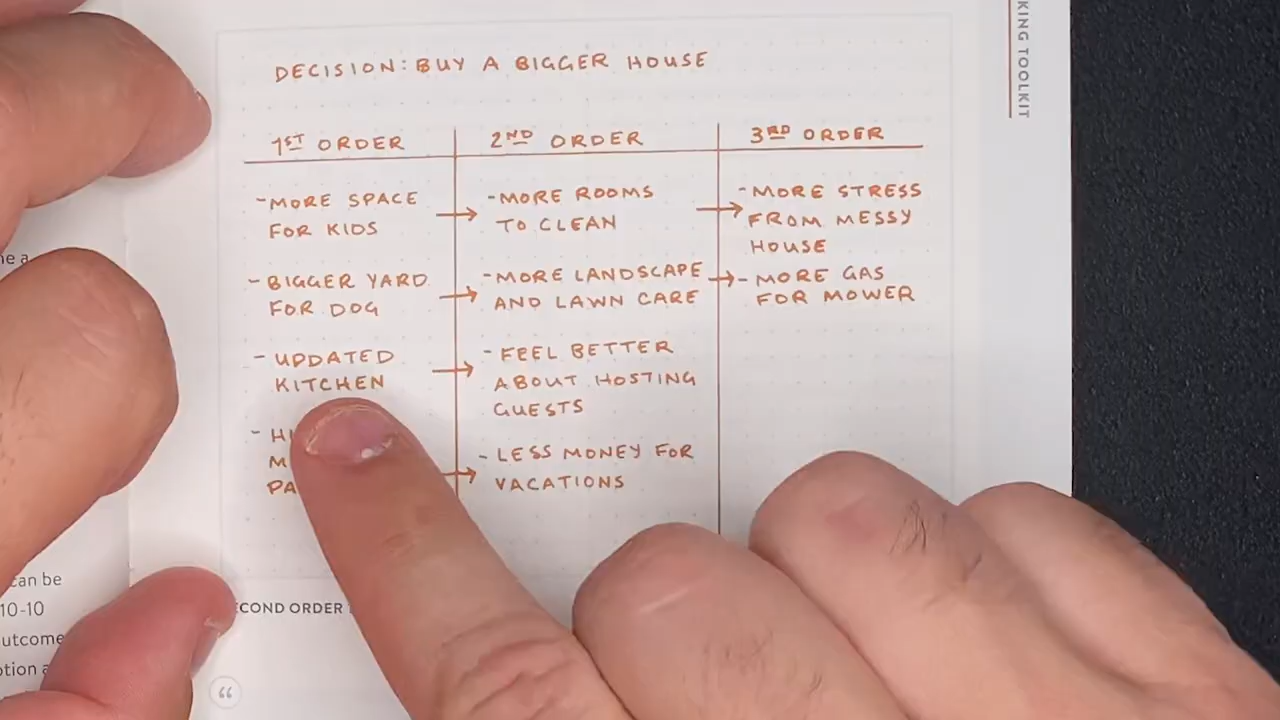 KING TOOLKIT
DECISION: BUY A BIGGER HOUSE
1ST ORDER
2ND ORDER
3RD ORDER
- MORE SPACE
FOR KIDS
- MORE ROOMS
TO CLEAN
- MORE STRESS
FROM MESSY
HOUSE
- BIGGER YARD
FOR DOG
- MORE LANDSCAPE
AND LAWN CARE
- MORE GAS
FOR MOWER
- UPDATED
KITCHEN
- FEEL BETTER
ABOUT HOSTING
GUESTS
- LESS MONEY FOR
VACATIONS
can be
10-10
utcome
ECOND ORDER